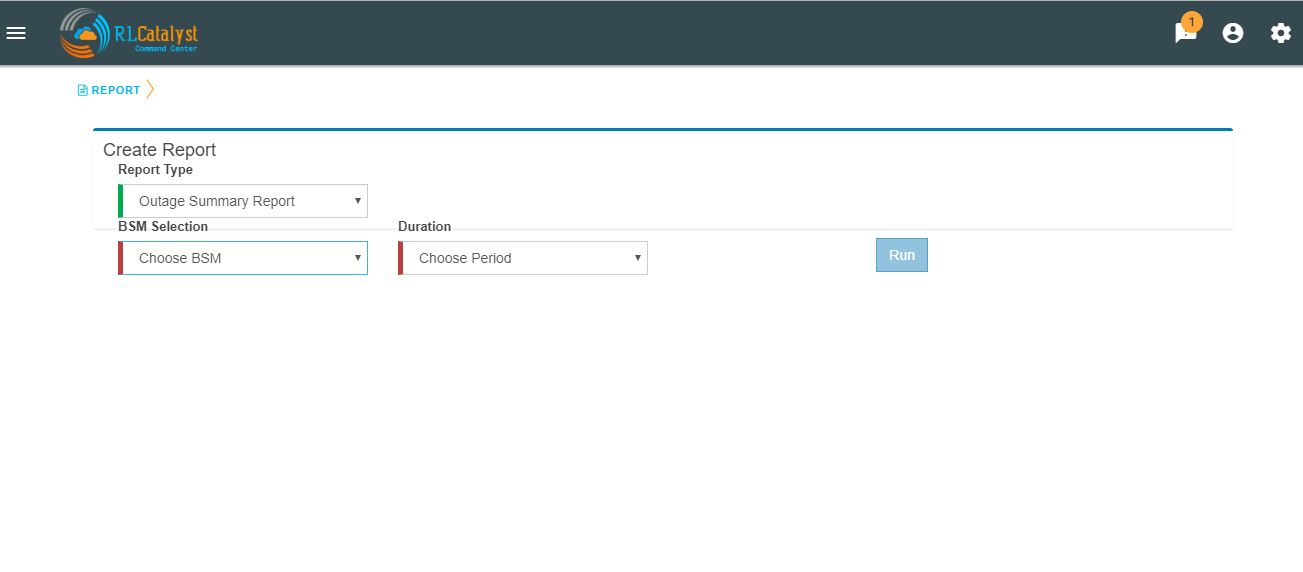 RLCatalyst
Command Center
1
REPORT
Create Report
Report Type
Outage Summary Report
BSM Selection
Duration
Choose BSM
Choose Period
Run